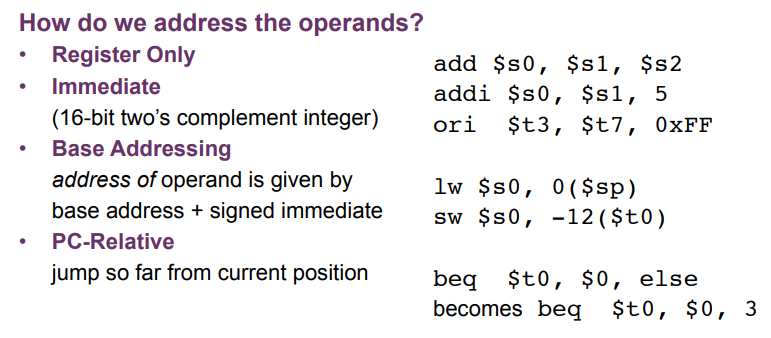 How do we address the operands?
• Register Only
• Immediate
(16-bit two’s complement integer)
• Base Addressing
address of operand is given by
base address + signed immediate
• PC-Relative
jump so far from current position
add $s0, $s1, $s2
addi $s0, $s1, 5
ori $t3, $t7, 0xFF
lw $s0, 0($sp)
sw $s0, -12($t0)
beq $t0, $0, else
becomes beq $t0, $0, 3